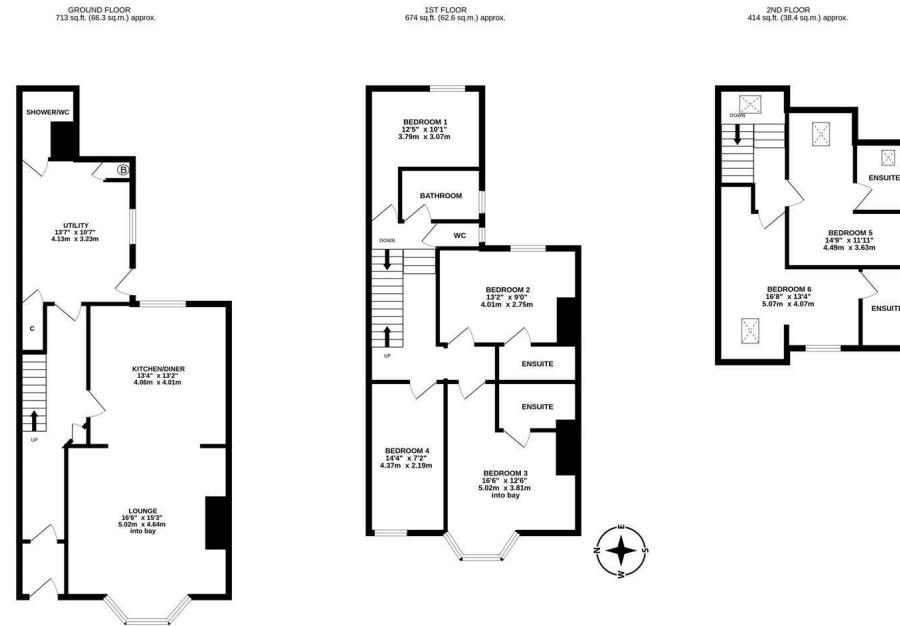 GROUND FLOOR
713 sq.ft. (66.3 sq.m.) approx.
SHOWER/WC
B
UTILITY
13'7" x 10'7"
4.13m x 3.23m
C
KITCHEN/DINER
13'4" x 13'2"
4.06m x 4.01m
UP
LOUNGE
16'6" x 15'3"
5.02m x 4.64m
into bay
1ST FLOOR
674 sq.ft. (62.6 sq.m.) approx.
BEDROOM 1
12'5" x 10'1"
3.79m x 3.07m
BATHROOM
WC
DOWN
BEDROOM 2
13'2" x 9'0"
4.01m x 2.75m
UP
ENSUITE
ENSUITE
BEDROOM 4
14'4" x 7'2"
4.37m x 2.19m
BEDROOM 3
16'6" x 12'6"
5.02m x 3.81m
into bay
2ND FLOOR
414 sq.ft. (38.4 sq.m.) approx.
DOWN
ENSUITE
BEDROOM 5
14'9" x 11'11"
4.49m x 3.63m
BEDROOM 6
16'8" x 13'4"
5.07m x 4.07m
ENSUITE
E
N
S
W